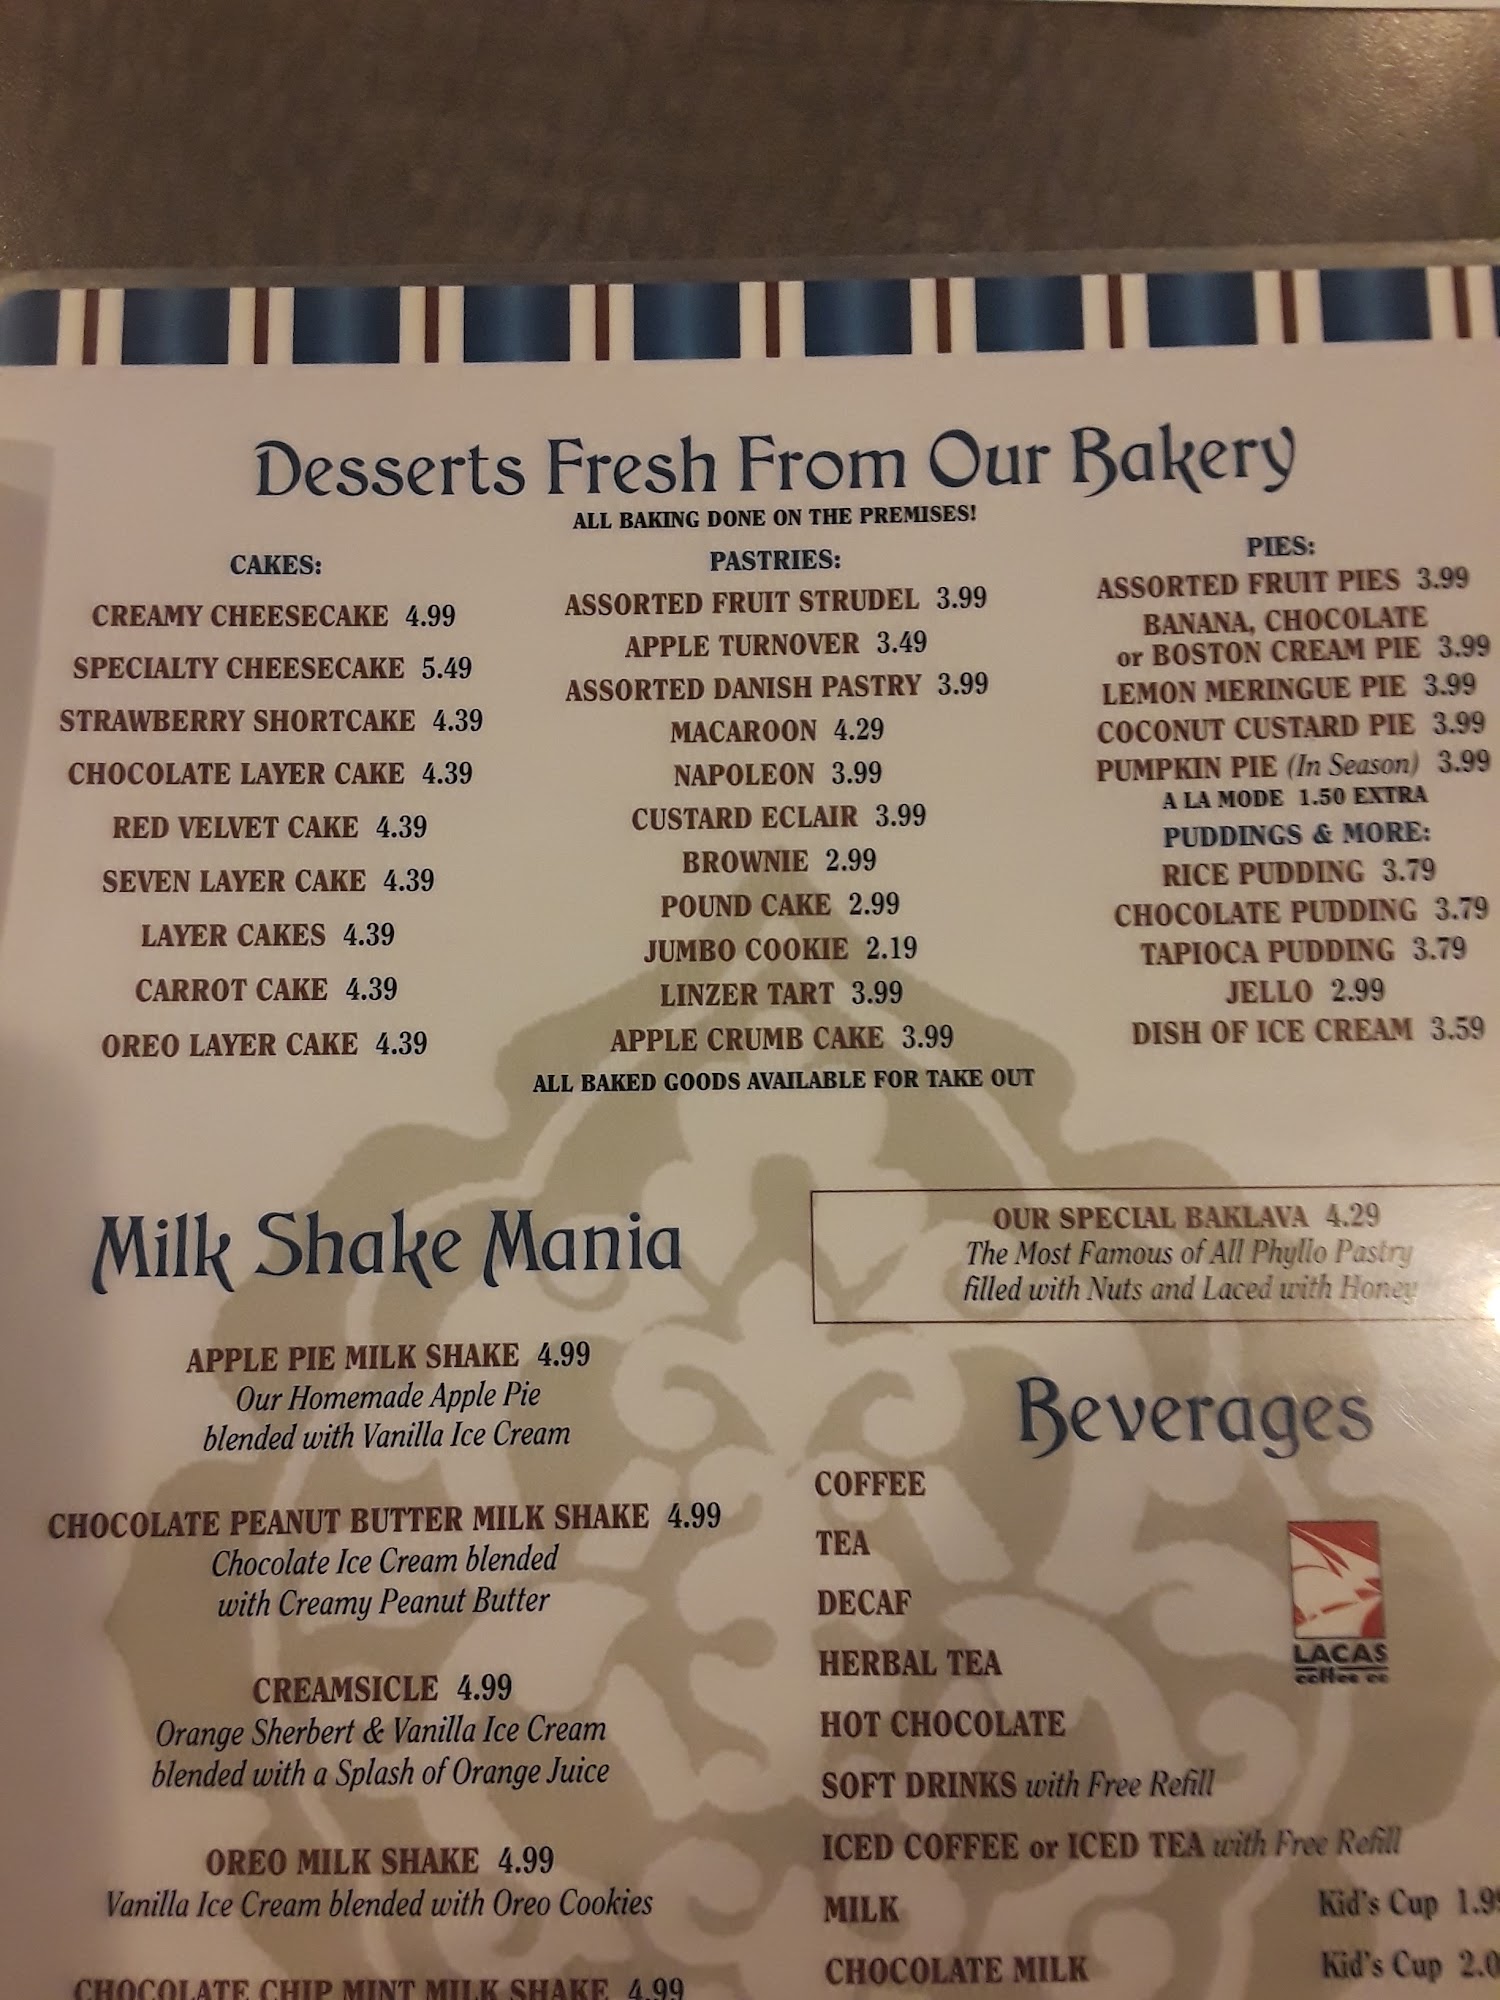 Desserts Fresh From Our Bakery
ALL BAKING DONE ON THE PREMISES!
CAKES:
CREAMY CHEESECAKE 4.99
SPECIALTY CHEESECAKE 5.49
STRAWBERRY SHORTCAKE 4.39
CHOCOLATE LAYER CAKE 4.39
RED VELVET CAKE 4.39
SEVEN LAYER CAKE 4.39
LAYER CAKES 4.39
CARROT CAKE 4.39
OREO LAYER CAKE 4.39
PASTRIES:
ASSORTED FRUIT STRUDEL 3.99
APPLE TURNOVER 3.49
ASSORTED DANISH PASTRY 3.99
MACAROON 4.29
NAPOLEON 3.99
CUSTARD ECLAIR 3.99
BROWNIE 2.99
POUND CAKE 2.99
JUMBO COOKIE 2.19
LINZER TART 3.99
APPLE CRUMB CAKE 3.99
ALL BAKED GOODS AVAILABLE FOR TAKE OUT
PIES:
ASSORTED FRUIT PIES 3.99
BANANA, CHOCOLATE
or BOSTON CREAM PIE 3.99
LEMON MERINGUE PIE 3.99
COCONUT CUSTARD PIE 3.99
PUMPKIN PIE (In Season) 3.99
A LA MODE 1.50 EXTRA
PUDDINGS & MORE:
RICE PUDDING 3.79
CHOCOLATE PUDDING 3.79
TAPIOCA PUDDING 3.79
JELLO 2.99
DISH OF ICE CREAM 3.59
Milk Shake Mania
APPLE PIE MILK SHAKE 4.99
Our Homemade Apple Pie
blended with Vanilla Ice Cream
CHOCOLATE PEANUT BUTTER MILK SHAKE 4.99
Chocolate Ice Cream blended
with Creamy Peanut Butter
CREAMSICLE 4.99
Orange Sherbert & Vanilla Ice Cream
blended with a Splash of Orange Juice
OREO MILK SHAKE 4.99
Vanilla Ice Cream blended with Oreo Cookies
CHOCOLATE CHIP MINT MILK SHAKE 4.99
OUR SPECIAL BAKLAVA 4.29
The Most Famous of All Phyllo Pastry
filled with Nuts and Laced with Honey
Beverages
COFFEE
TEA
DECAF
HERBAL TEA
HOT CHOCOLATE
SOFT DRINKS with Free Refill
ICED COFFEE or ICED TEA with Free Refill
MILK Kid's Cup 1.99
CHOCOLATE MILK Kid's Cup 2.0
LACAS
coffee co